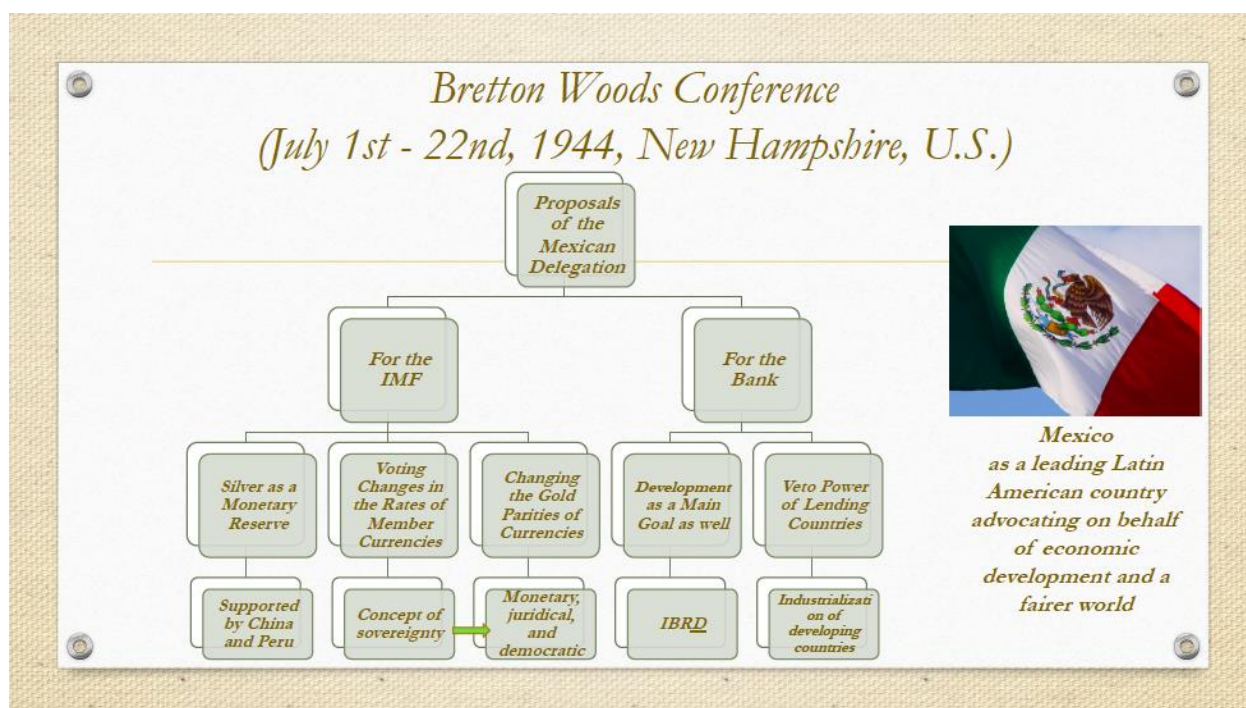 Bretton Woods Conference
(July 1st - 22nd, 1944, New Hampshire, U.S.)
Proposals
of the
Mexican
Delegation
For the
IMF
For the
Bank
Silver as a
Monetary
Reserve
Voting
Changes in
the Rates of
Member
Currencies
Changing
the Gold
Parities of
Currencies
Development
as a Main
Goal as well
Veto Power
of Lending
Countries
Supported
by China
and Peru
Concept of
sovereignty
Monetary,
juridical,
and
democratic
IBRD
Industrializati
on of
developing
countries
Mexico
as a leading Latin
American country
advocating on behalf
of economic
development and a
fairer world